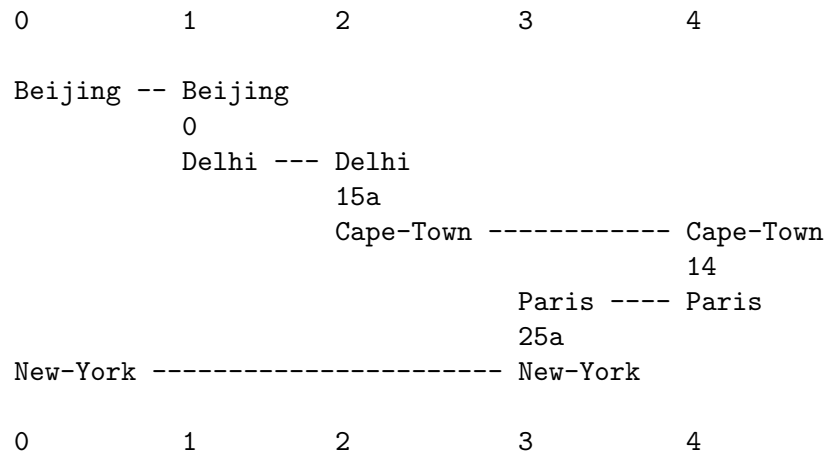 0 1 2 3 4
Beijing -- Beijing
0
Delhi --- Delhi
15a
Cape-Town ------------ Cape-Town
14
Paris ---- Paris
25a
New-York ----------------------- New-York
0 1 2 3 4